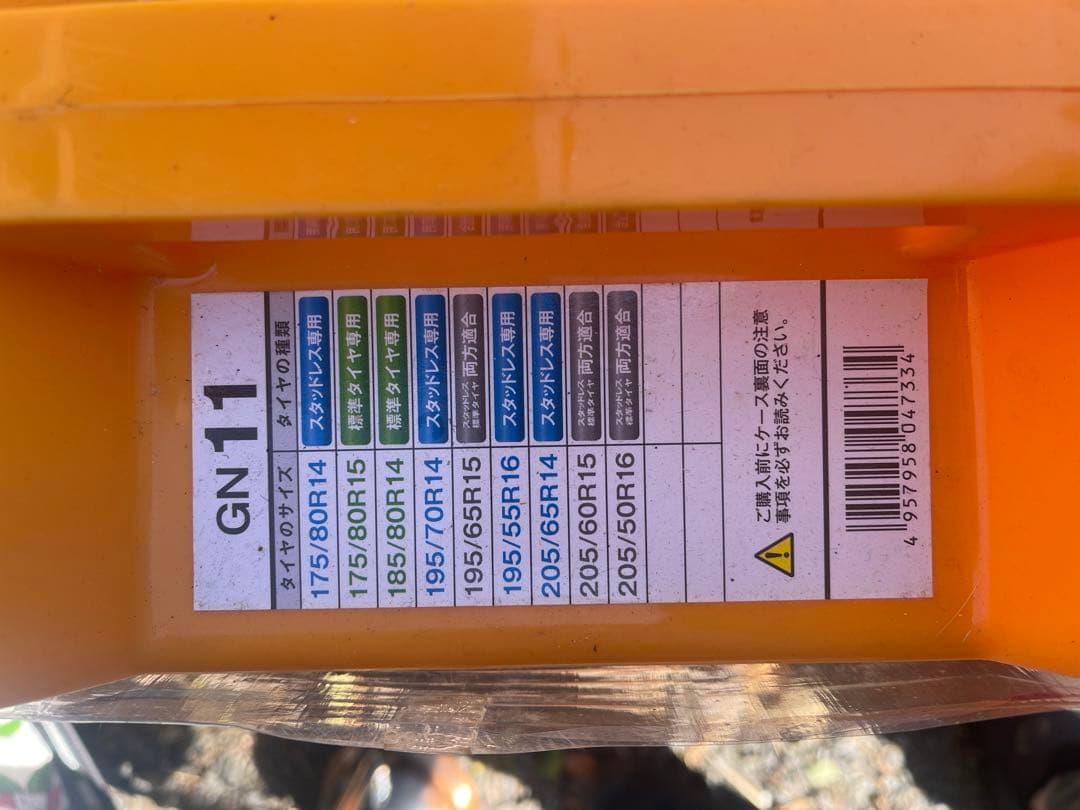 GN11
タイヤのサイズ タイヤの種類
175/80R14 スタッドレス専用
175/80R15 標準タイヤ専用
185/80R14 標準タイヤ専用
195/70R14 スタッドレス専用
195/65R15 スタッドレス 標準タイヤ 両方適合
195/55R16 スタッドレス専用
205/65R14 スタッドレス専用
205/60R15 スタッドレス 標準タイヤ 両方適合
205/50R16 スタッドレス 標準タイヤ 両方適合
ご購入前にケース裏面の注意
事項を必ずお読みください。
4 957958 047334